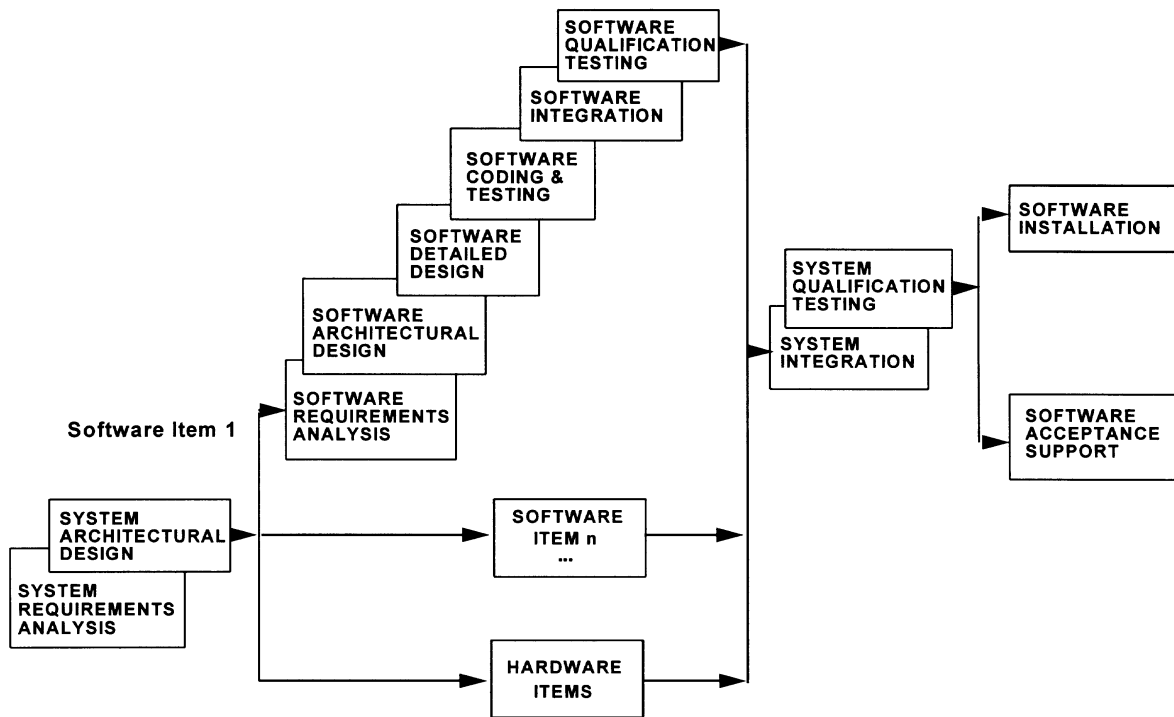 SOFTWARE
QUALIFICATION
TESTING
SOFTWARE
INTEGRATION
SOFTWARE
CODING &
TESTING
SOFTWARE
DETAILED
DESIGN
SOFTWARE
ARCHITECTURAL
DESIGN
SOFTWARE
REQUIREMENTS
ANALYSIS
Software Item 1
SYSTEM
ARCHITECTURAL
DESIGN
SYSTEM
REQUIREMENTS
ANALYSIS
SOFTWARE
ITEM n
...
HARDWARE
ITEMS
SYSTEM
QUALIFICATION
TESTING
SYSTEM
INTEGRATION
SOFTWARE
INSTALLATION
SOFTWARE
ACCEPTANCE
SUPPORT